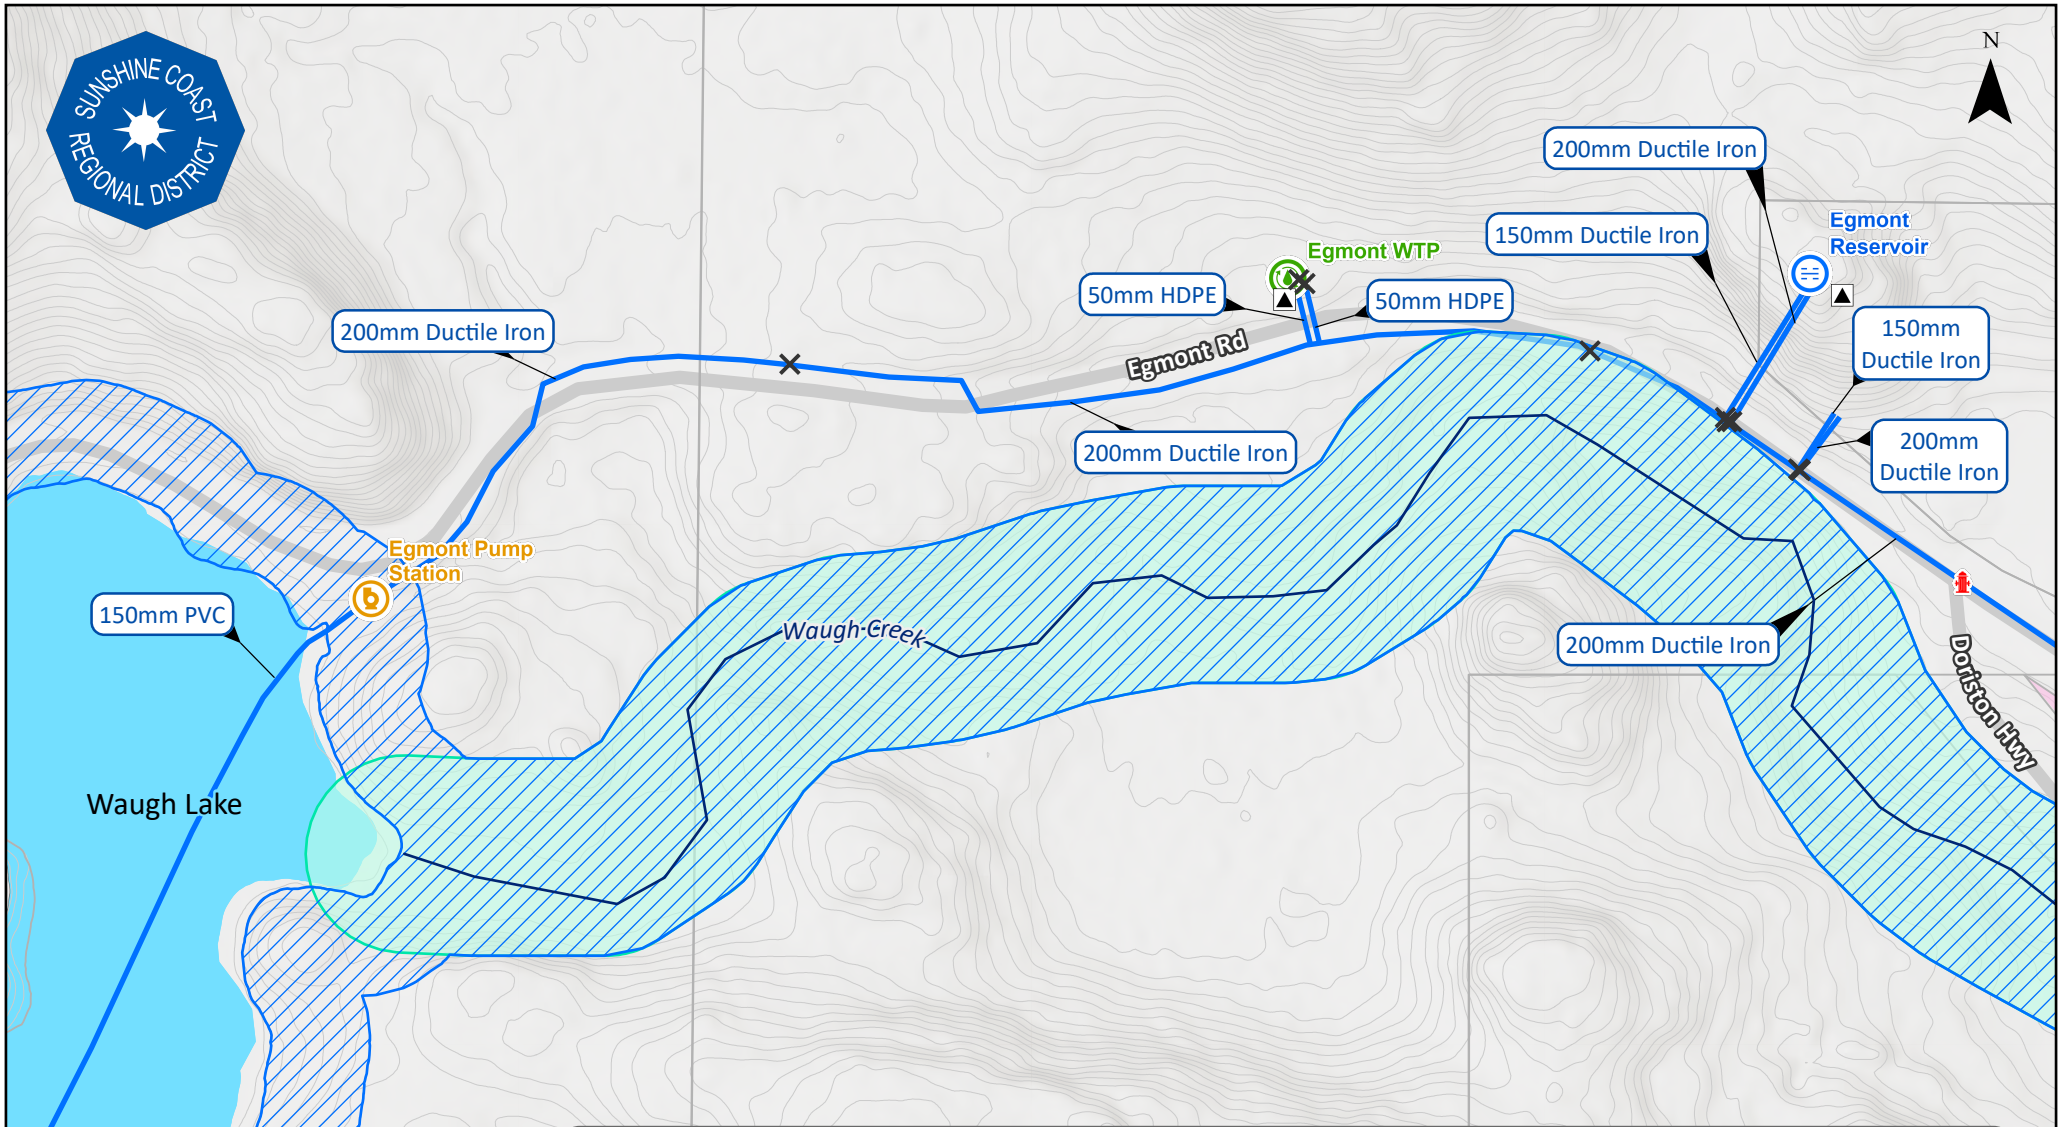 SUNSHINE COAST
REGIONAL DISTRICT
N
200mm Ductile Iron
Egmont
Reservoir
150mm Ductile Iron
Egmont WTP
50mm HDPE
50mm HDPE
200mm Ductile Iron
150mm
Ductile Iron
Egmont Rd
200mm Ductile Iron
200mm
Ductile Iron
Egmont Pump
Station
150mm PVC
Waugh Creek
200mm Ductile Iron
Doriston Hwy
Waugh Lake